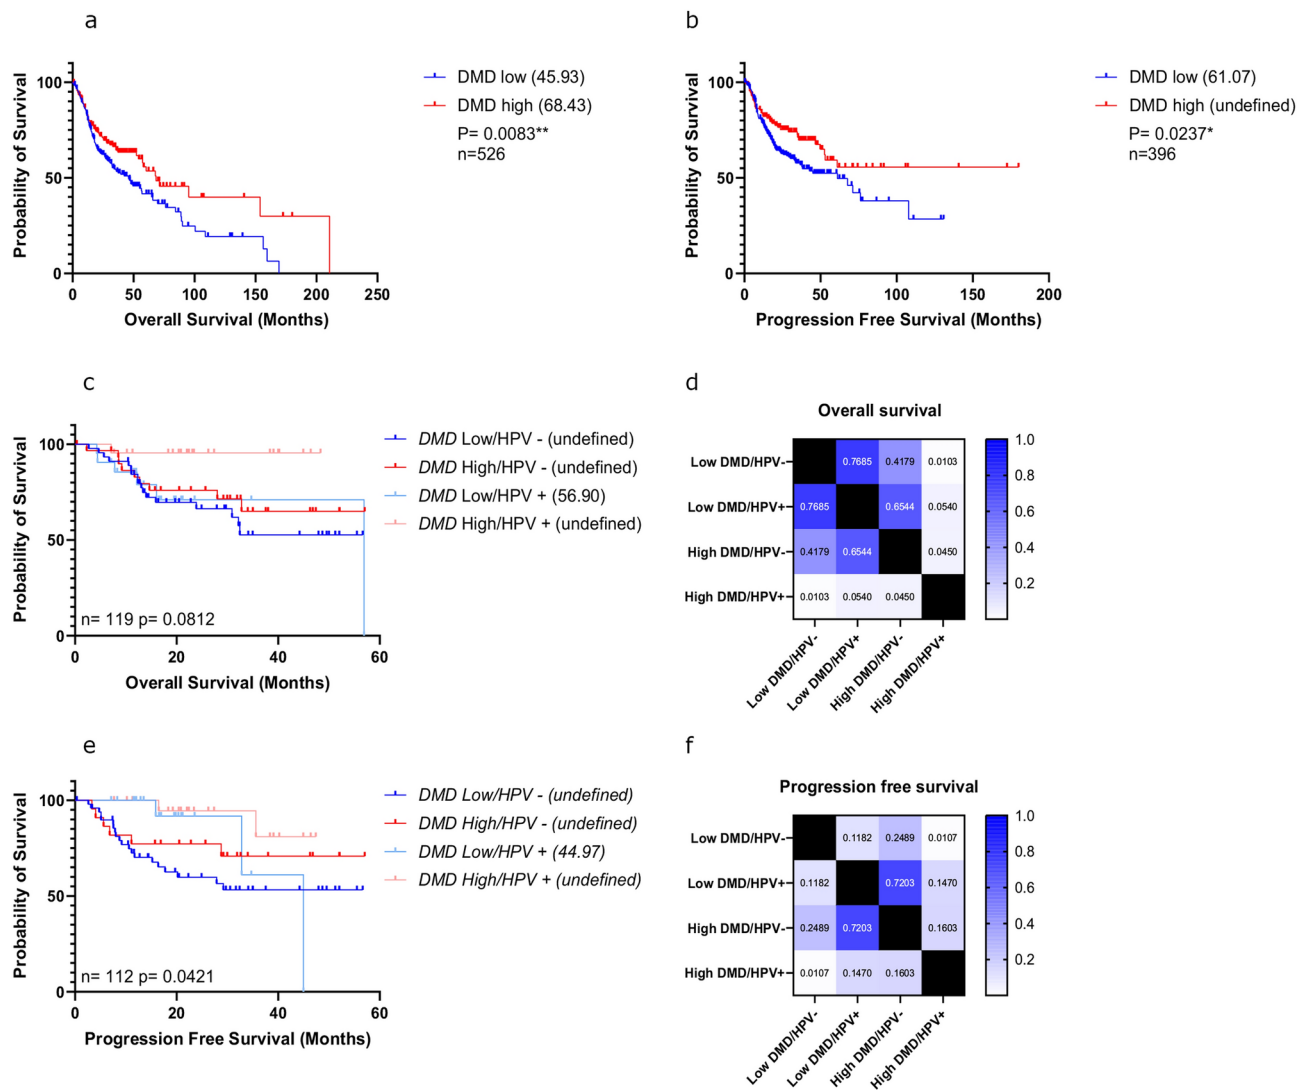 a
Probability of Survival
100
50
0
0 50 100 150 200 250
Overall Survival (Months)
DMD low (45.93)
DMD high (68.43)
P= 0.0083**
n=526
b
Probability of Survival
100
50
0
0 50 100 150 200
Progression Free Survival (Months)
DMD low (61.07)
DMD high (undefined)
P= 0.0237*
n=396
c
Probability of Survival
100
50
0
n= 119 p= 0.0812
0 20 40 60
Overall Survival (Months)
DMD Low/HPV - (undefined)
DMD High/HPV - (undefined)
DMD Low/HPV + (56.90)
DMD High/HPV + (undefined)
d
Overall survival
Low DMD/HPV- 0.7685 0.4179 0.0103
Low DMD/HPV+ 0.7685 0.6544 0.0540
High DMD/HPV- 0.4179 0.6544 0.0450
High DMD/HPV+ 0.0103 0.0540 0.0450
Low DMD/HPV- Low DMD/HPV+ High DMD/HPV- High DMD/HPV+
1.0
0.8
0.6
0.4
0.2
e
Probability of Survival
100
50
0
n= 112 p= 0.0421
0 20 40 60
Progression Free Survival (Months)
DMD Low/HPV - (undefined)
DMD High/HPV - (undefined)
DMD Low/HPV + (44.97)
DMD High/HPV + (undefined)
f
Progression free survival
Low DMD/HPV- 0.1182 0.2489 0.0107
Low DMD/HPV+ 0.1182 0.7203 0.1470
High DMD/HPV- 0.2489 0.7203 0.1603
High DMD/HPV+ 0.0107 0.1470 0.1603
Low DMD/HPV- Low DMD/HPV+ High DMD/HPV- High DMD/HPV+
1.0
0.8
0.6
0.4
0.2